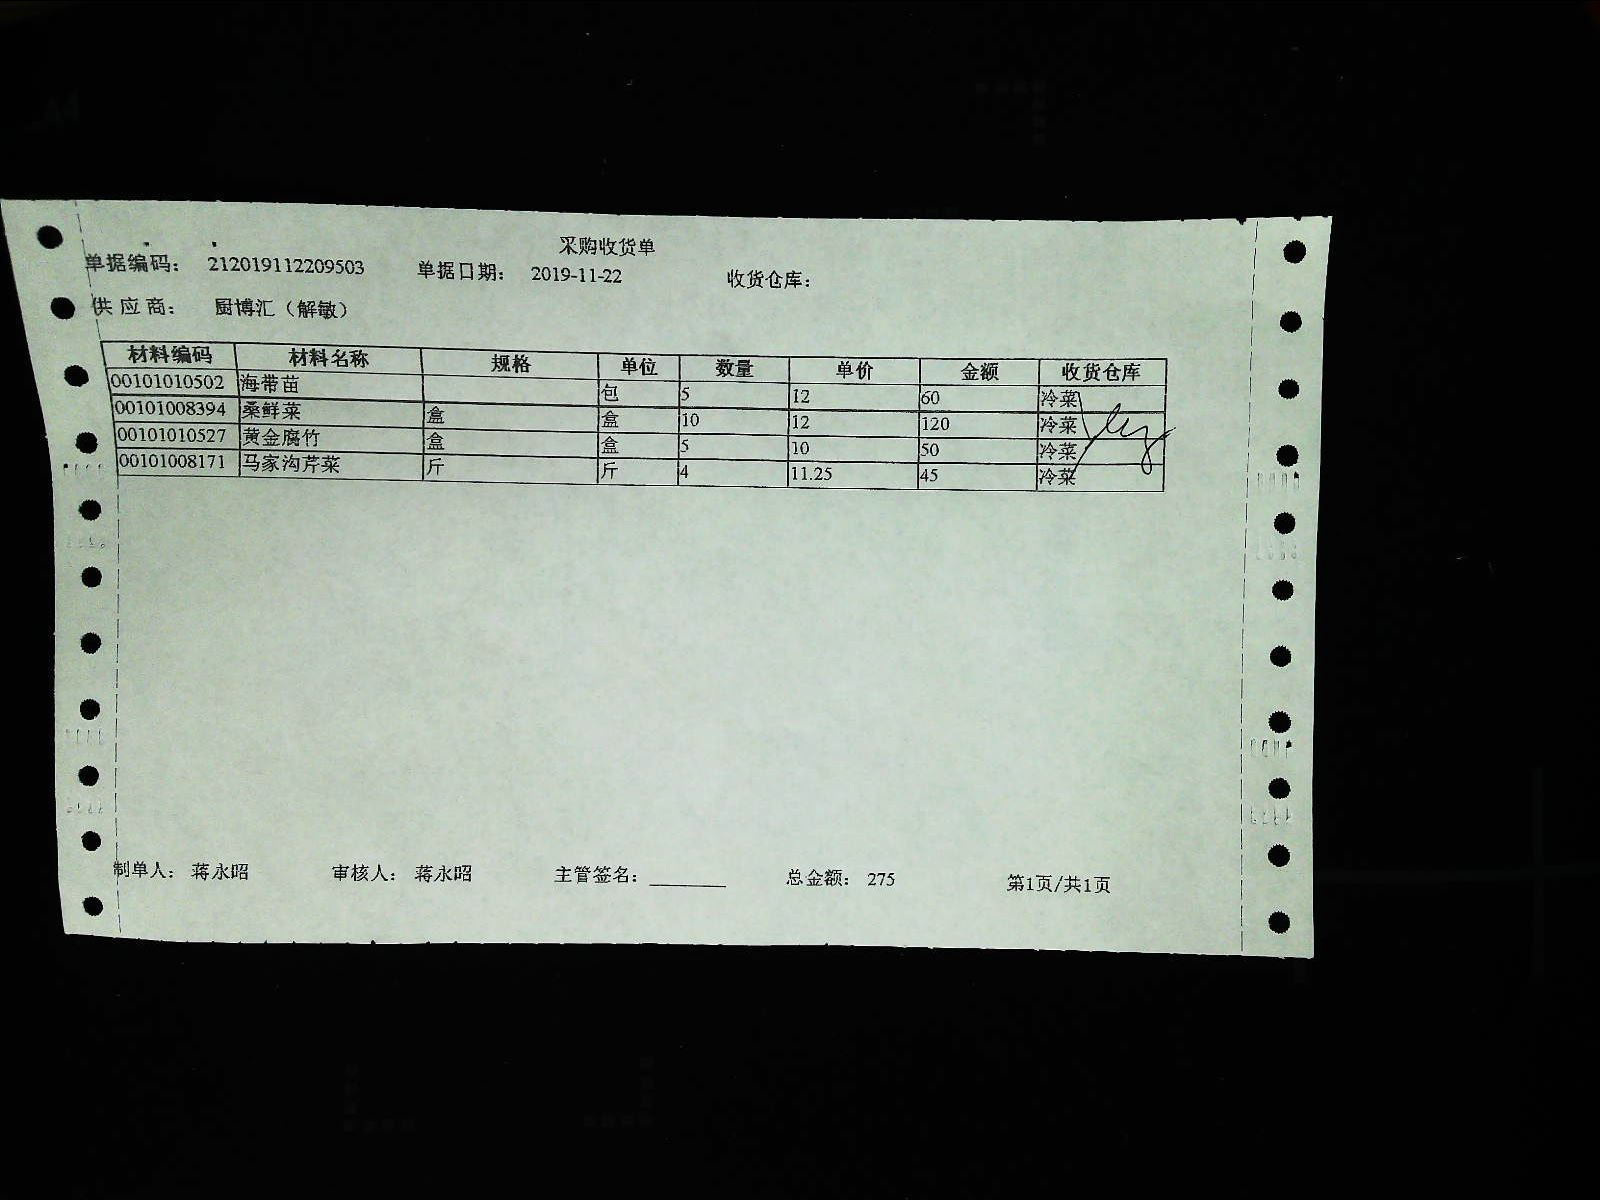 采购收货单
单据编码： 212019112209503 单据日期： 2019-11-22 收货仓库：
供应商： 厨博汇（解敏）
材料编码 材料名称 规格 单位 数量 单价 金额 收货仓库
00101010502 海带苗 包 5 12 60 冷菜
00101008394 桑鲜菜 盒 盒 10 12 120 冷菜
00101010527 黄金腐竹 盒 盒 5 10 50 冷菜
00101008171 马家沟芹菜 斤 斤 4 11.25 45 冷菜
制单人： 蒋永昭 审核人： 蒋永昭 主管签名： 总金额： 275 第1页/共1页